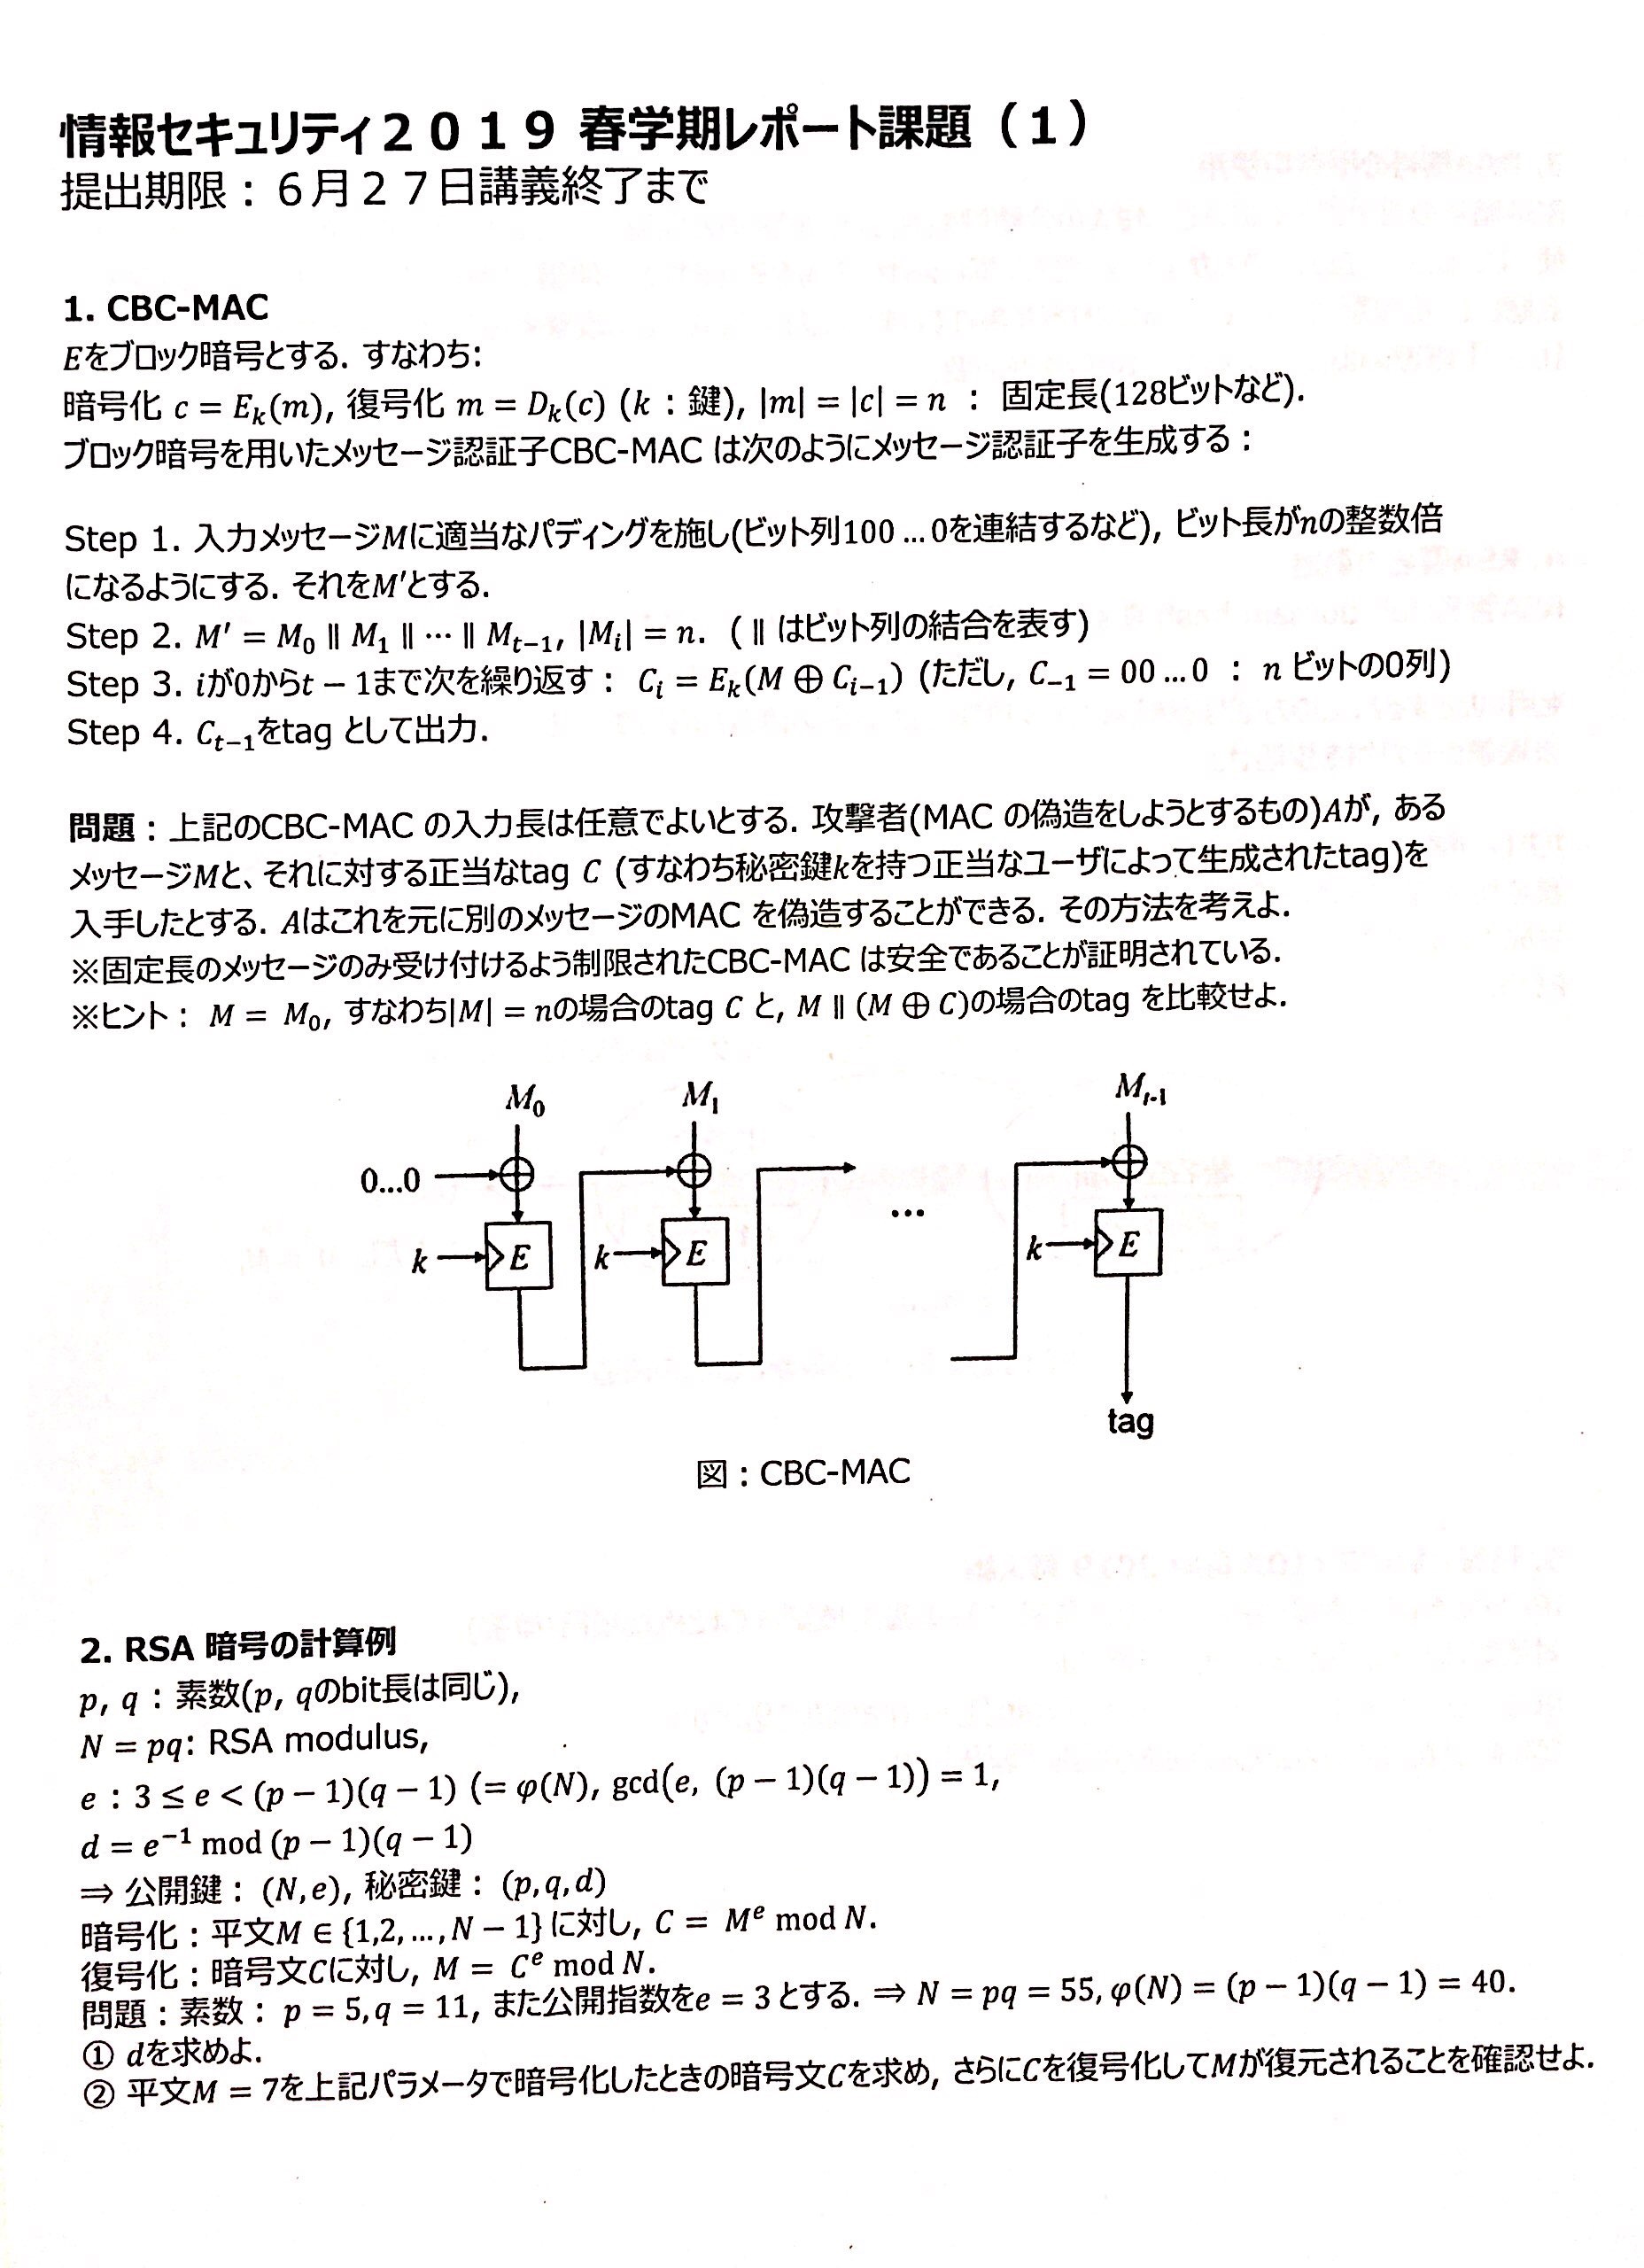 情報セキュリティ２０１９ 春学期レポート課題（１）
提出期限：６月２７日講義終了まで
1. CBC-MAC
Eをブロック暗号とする. すなわち:
暗号化 c = E_k(m), 復号化 m = D_k(c) (k : 鍵), |m| = |c| = n ： 固定長(128ビットなど).
ブロック暗号を用いたメッセージ認証子CBC-MAC は次のようにメッセージ認証子を生成する：
Step 1. 入力メッセージMに適当なパディングを施し(ビット列100 … 0を連結するなど), ビット長がnの整数倍
になるようにする. それをM′とする.
Step 2. M′ = M₀ ∥ M₁ ∥ ⋯ ∥ M_{t−1}, |M_i| = n. ( ∥ はビット列の結合を表す)
Step 3. iが0からt − 1まで次を繰り返す： C_i = E_k(M ⊕ C_{i−1}) (ただし, C_{−1} = 00 … 0 ： n ビットの0列)
Step 4. C_{t−1}をtag として出力.
問題：上記のCBC-MAC の入力長は任意でよいとする. 攻撃者(MAC の偽造をしようとするもの)Aが, ある
メッセージMと、それに対する正当なtag C (すなわち秘密鍵kを持つ正当なユーザによって生成されたtag)を
入手したとする. Aはこれを元に別のメッセージのMAC を偽造することができる. その方法を考えよ.
※固定長のメッセージのみ受け付けるよう制限されたCBC-MAC は安全であることが証明されている.
※ヒント： M = M₀, すなわち|M| = nの場合のtag C と, M ∥ (M ⊕ C)の場合のtag を比較せよ.
M₀ M₁ M_{t-1}
0...0
...
k E k E k E
tag
図：CBC-MAC
2. RSA 暗号の計算例
p, q：素数(p, qのbit長は同じ),
N = pq: RSA modulus,
e : 3 ≤ e < (p − 1)(q − 1) (= φ(N), gcd(e, (p − 1)(q − 1)) = 1,
d = e⁻¹ mod (p − 1)(q − 1)
⇒ 公開鍵： (N, e), 秘密鍵： (p, q, d)
暗号化：平文M ∈ {1,2, … , N − 1} に対し, C = Mᵉ mod N.
復号化：暗号文Cに対し, M = Cᵉ mod N.
問題：素数： p = 5, q = 11, また公開指数をe = 3 とする. ⇒ N = pq = 55, φ(N) = (p − 1)(q − 1) = 40.
① dを求めよ.
② 平文M = 7を上記パラメータで暗号化したときの暗号文Cを求め, さらにCを復号化してMが復元されることを確認せよ.